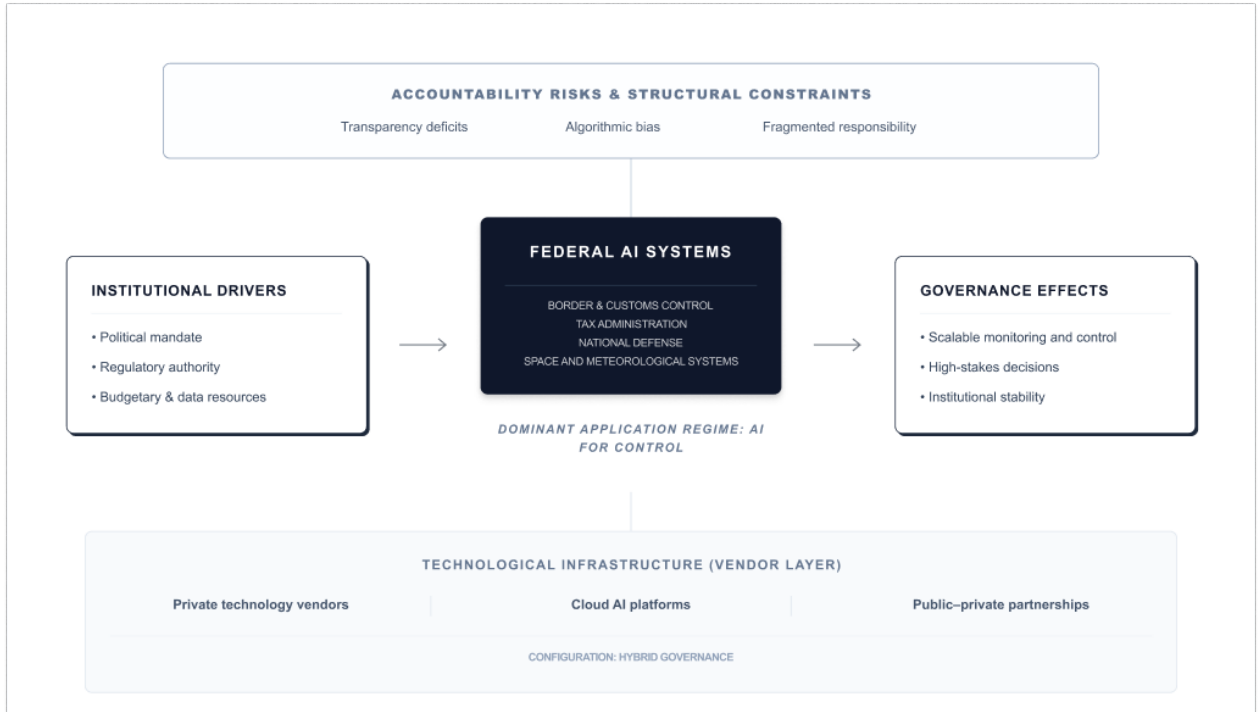 ACCOUNTABILITY RISKS & STRUCTURAL CONSTRAINTS
Transparency deficits Algorithmic bias Fragmented responsibility
INSTITUTIONAL DRIVERS
• Political mandate
• Regulatory authority
• Budgetary & data resources
FEDERAL AI SYSTEMS
BORDER & CUSTOMS CONTROL
TAX ADMINISTRATION
NATIONAL DEFENSE
SPACE AND METEOROLOGICAL SYSTEMS
DOMINANT APPLICATION REGIME: AI
FOR CONTROL
GOVERNANCE EFFECTS
• Scalable monitoring and control
• High-stakes decisions
• Institutional stability
TECHNOLOGICAL INFRASTRUCTURE (VENDOR LAYER)
Private technology vendors Cloud AI platforms Public–private partnerships
CONFIGURATION: HYBRID GOVERNANCE